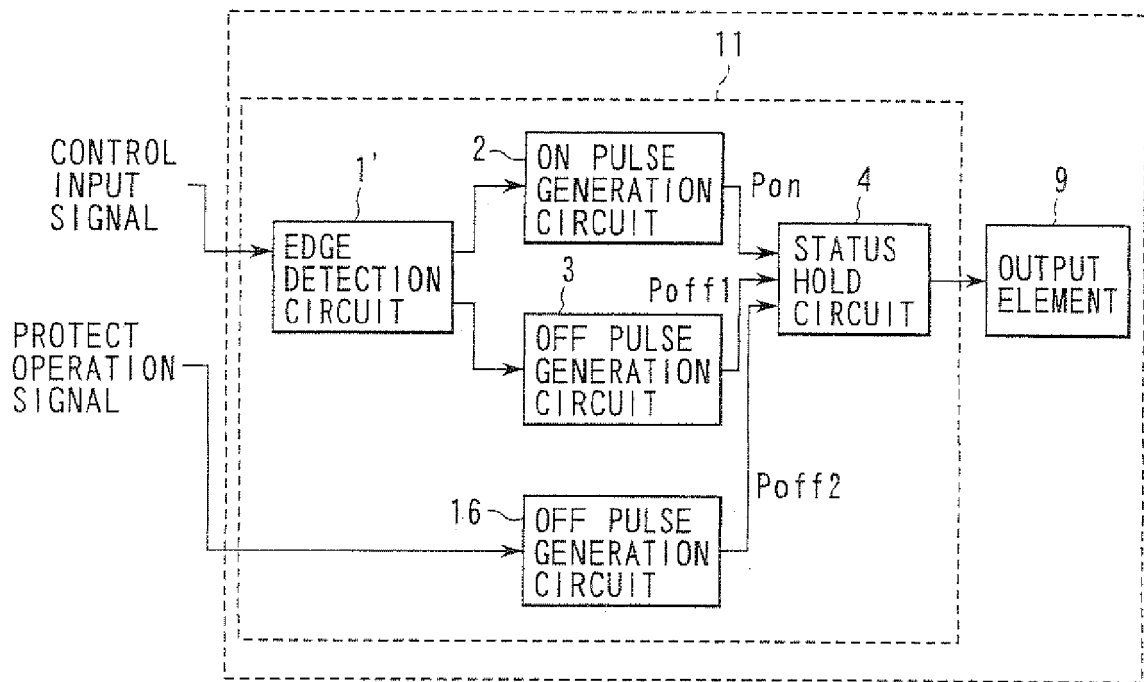 11
CONTROL
INPUT
SIGNAL
1'
EDGE
DETECTION
CIRCUIT
2
ON PULSE
GENERATION
CIRCUIT
Pon
3
OFF PULSE
GENERATION
CIRCUIT
Poff1
4
STATUS
HOLD
CIRCUIT
9
OUTPUT
ELEMENT
PROTECT
OPERATION
SIGNAL
16
OFF PULSE
GENERATION
CIRCUIT
Poff2